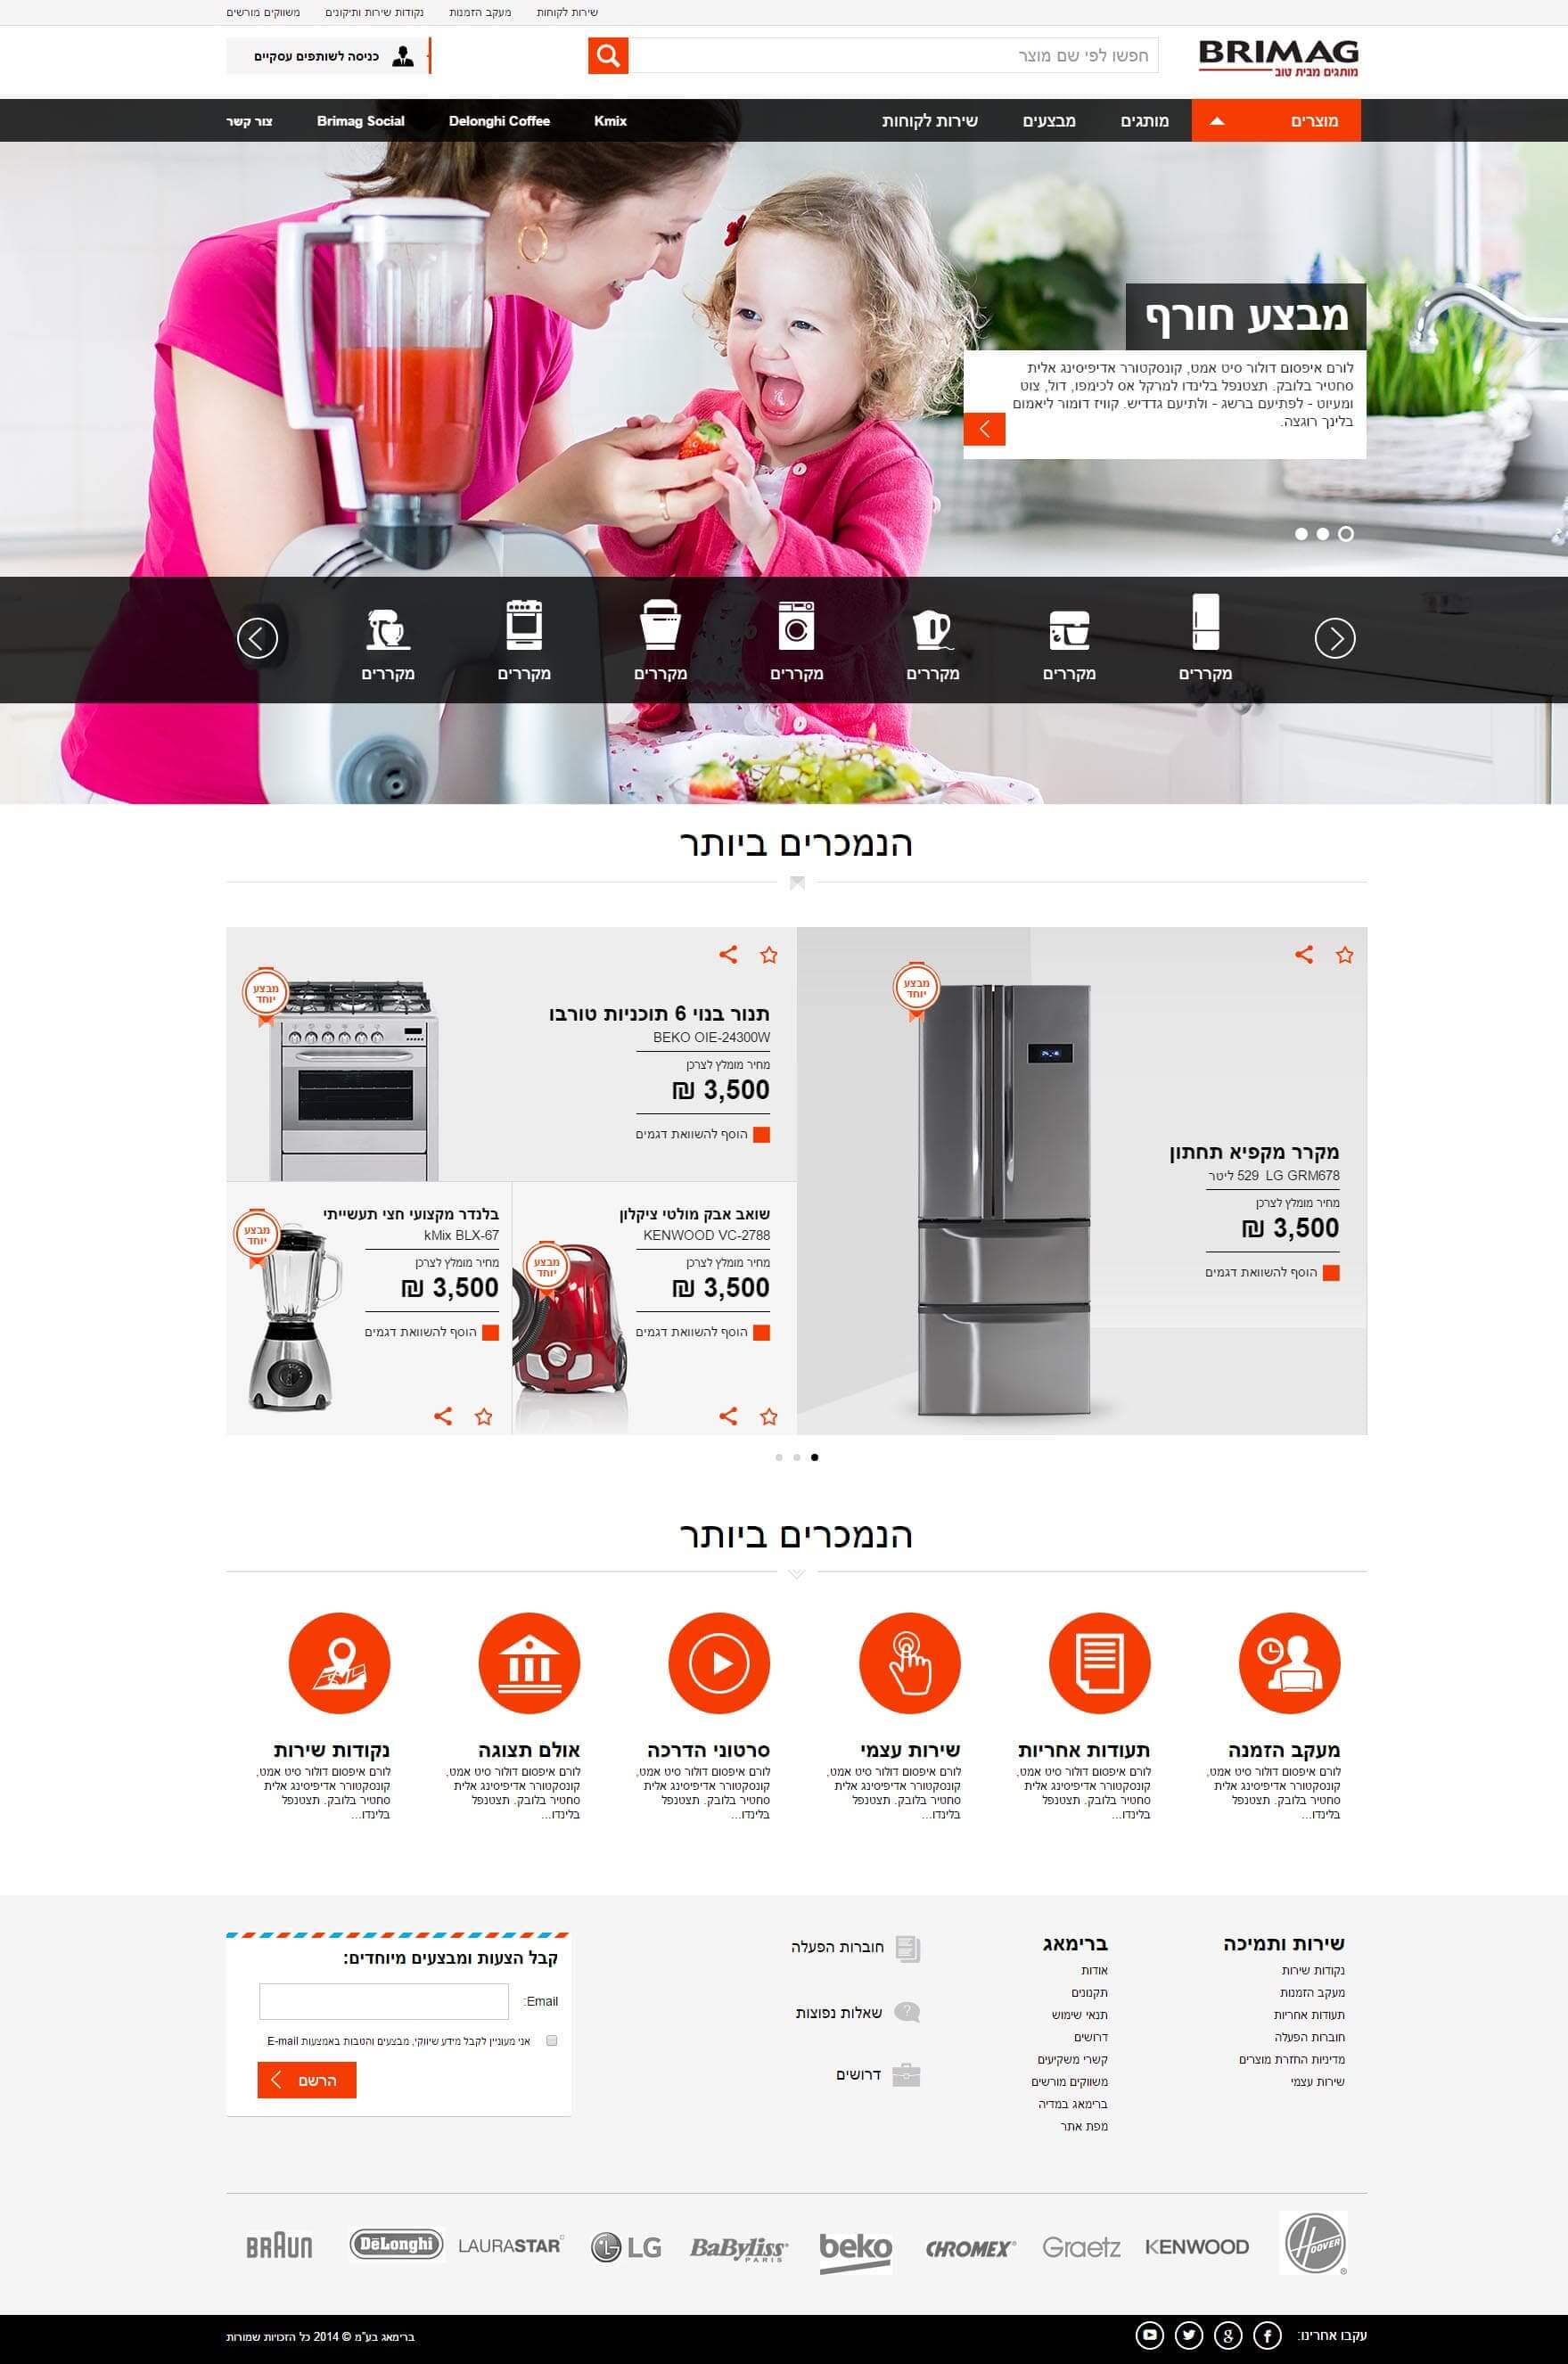 שירות לקוחות
מעקב הזמנות
נקודות שירות ותיקונים
משווקים מורשים
BRIMAG
מותגים מבית טוב
חפשו לפי שם מוצר
כניסה לשותפים עסקיים
מוצרים
מותגים
מבצעים
שירות לקוחות
Kmix
Delonghi Coffee
Brimag Social
צור קשר
מבצע חורף
לורם איפסום דולור סיט אמט, קונסקטורר אדיפיסינג אלית
סחטיר בלובק. תצטנפל בלינדו למרקל אס לכימפו, דול, צוט
ומעיוט - לפתיעם ברשג - ולתיעם גדדיש. קוויז דומור ליאמום
בלינך רוגצה.
מקררים
מקררים
מקררים
מקררים
מקררים
מקררים
מקררים
הנמכרים ביותר
מבצע
יוחד
מקרר מקפיא תחתון
LG GRM678 529 ליטר
מחיר מומלץ לצרכן
3,500 ₪
הוסף להשוואת דגמים
מבצע
יוחד
תנור בנוי 6 תוכניות טורבו
BEKO OIE-24300W
מחיר מומלץ לצרכן
3,500 ₪
הוסף להשוואת דגמים
שואב אבק מולטי ציקלון
KENWOOD VC-2788
מחיר מומלץ לצרכן
3,500 ₪
הוסף להשוואת דגמים
מבצע
יוחד
בלנדר מקצועי חצי תעשייתי
kMix BLX-67
מחיר מומלץ לצרכן
3,500 ₪
הוסף להשוואת דגמים
מבצע
יוחד
הנמכרים ביותר
מעקב הזמנה
לורם איפסום דולור סיט אמט,
קונסקטורר אדיפיסינג אלית
סחטיר בלובק. תצטנפל
בלינדו...
תעודות אחריות
לורם איפסום דולור סיט אמט,
קונסקטורר אדיפיסינג אלית
סחטיר בלובק. תצטנפל
בלינדו...
שירות עצמי
לורם איפסום דולור סיט אמט,
קונסקטורר אדיפיסינג אלית
סחטיר בלובק. תצטנפל
בלינדו...
סרטוני הדרכה
לורם איפסום דולור סיט אמט,
קונסקטורר אדיפיסינג אלית
סחטיר בלובק. תצטנפל
בלינדו...
אולם תצוגה
לורם איפסום דולור סיט אמט,
קונסקטורר אדיפיסינג אלית
סחטיר בלובק. תצטנפל
בלינדו...
נקודות שירות
לורם איפסום דולור סיט אמט,
קונסקטורר אדיפיסינג אלית
סחטיר בלובק. תצטנפל
בלינדו...
שירות ותמיכה
נקודות שירות
מעקב הזמנות
תעודות אחריות
חוברות הפעלה
מדיניות החזרת מוצרים
שירות עצמי
ברימאג
אודות
תקנונים
תנאי שימוש
דרושים
קשרי משקיעים
משווקים מורשים
ברימאג במדיה
מפת אתר
חוברות הפעלה
שאלות נפוצות
דרושים
קבל הצעות ומבצעים מיוחדים:
Email:
אני מעוניין לקבל מידע שיווקי, מבצעים והטבות באמצעות E-mail
הרשם
HOOVER
KENWOOD
Graetz
CHROMEX
beko
BaByliss
PARIS
LG
LAURASTAR
DeLonghi
BRAUN
עקבו אחרינו:
ברימאג בע"מ © 2014 כל הזכויות שמורות